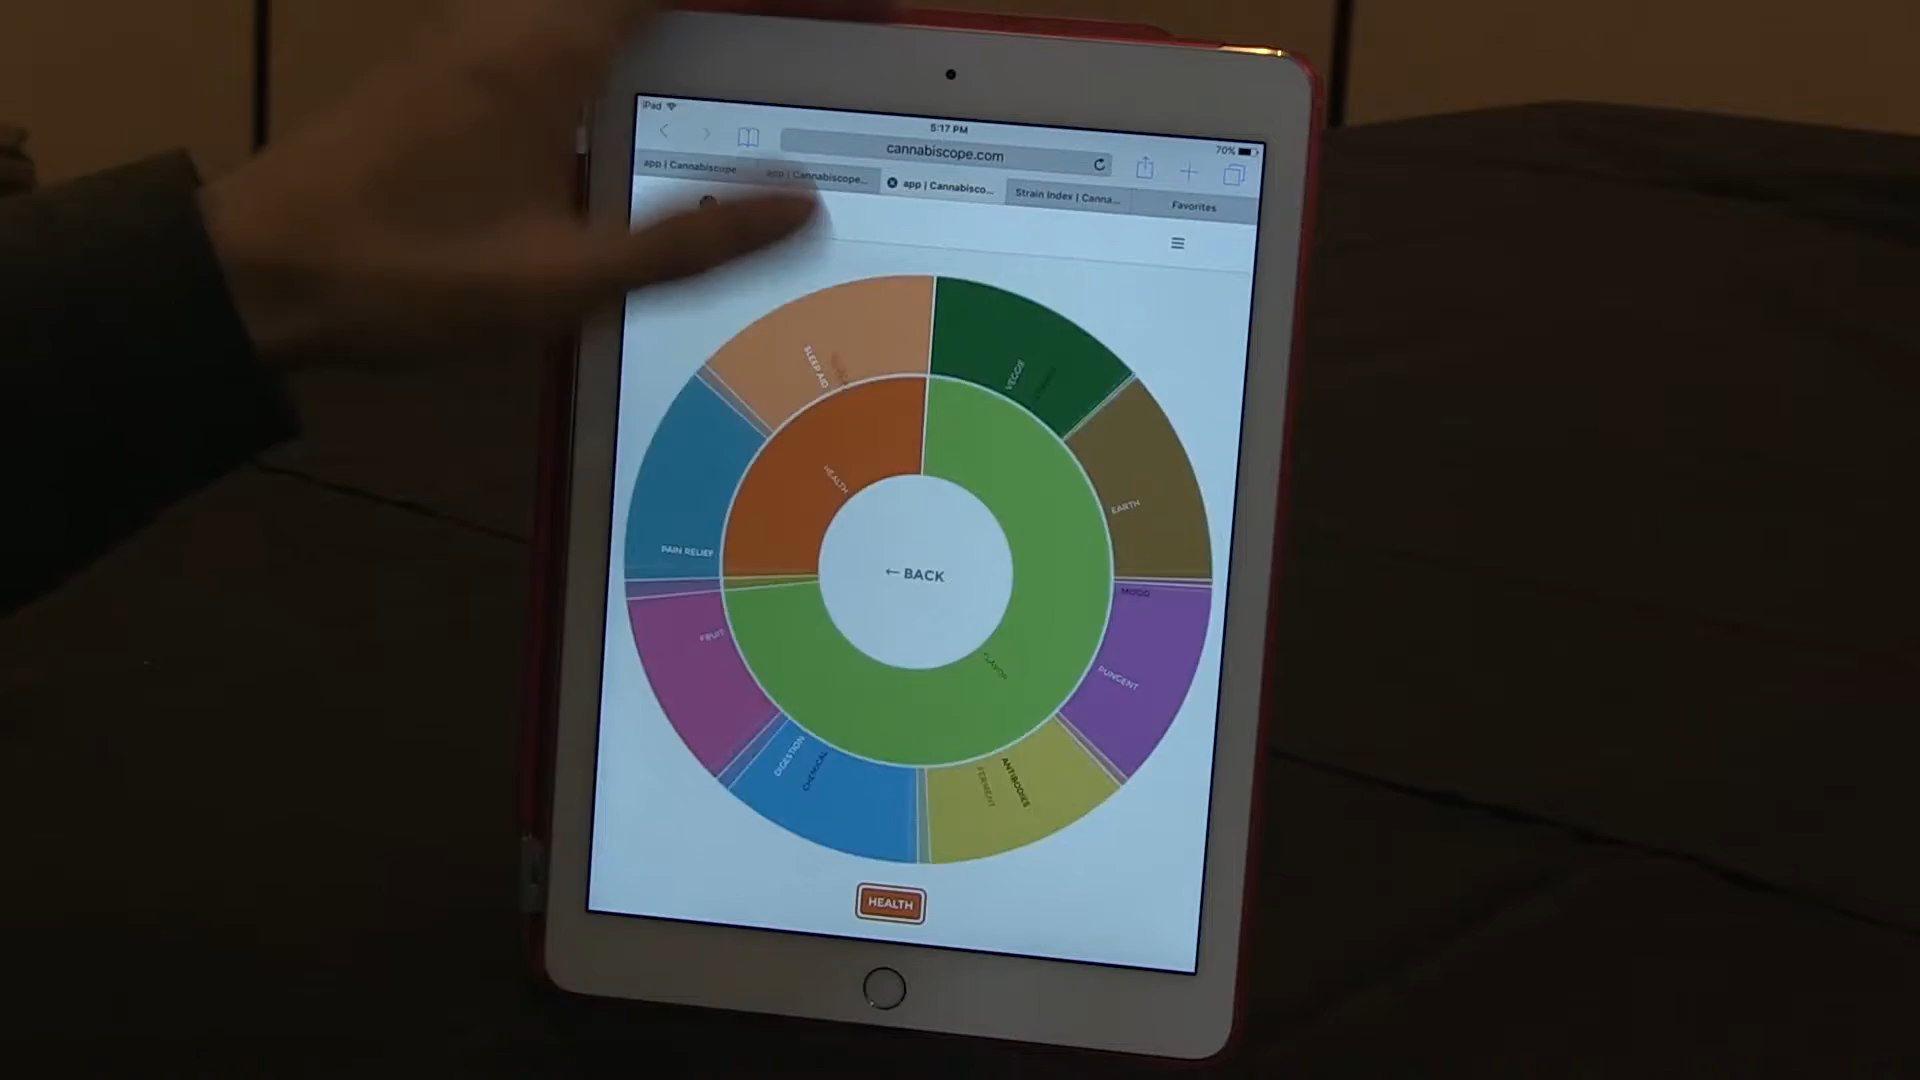 iPad
5:17 PM
70%
cannabiscope.com
app | Cannabiscope
app | Cannabiscope...
app | Cannabisco...
Strain Index | Canna...
Favorites
SLEEP AID
VEGGIE
HEALTH
EARTH
PAIN RELIEF
← BACK
MOOD
FRUIT
FLAVOR
PUNGENT
DIGESTION
CHEMICAL
ANTIBODIES
FERMENT
HEALTH